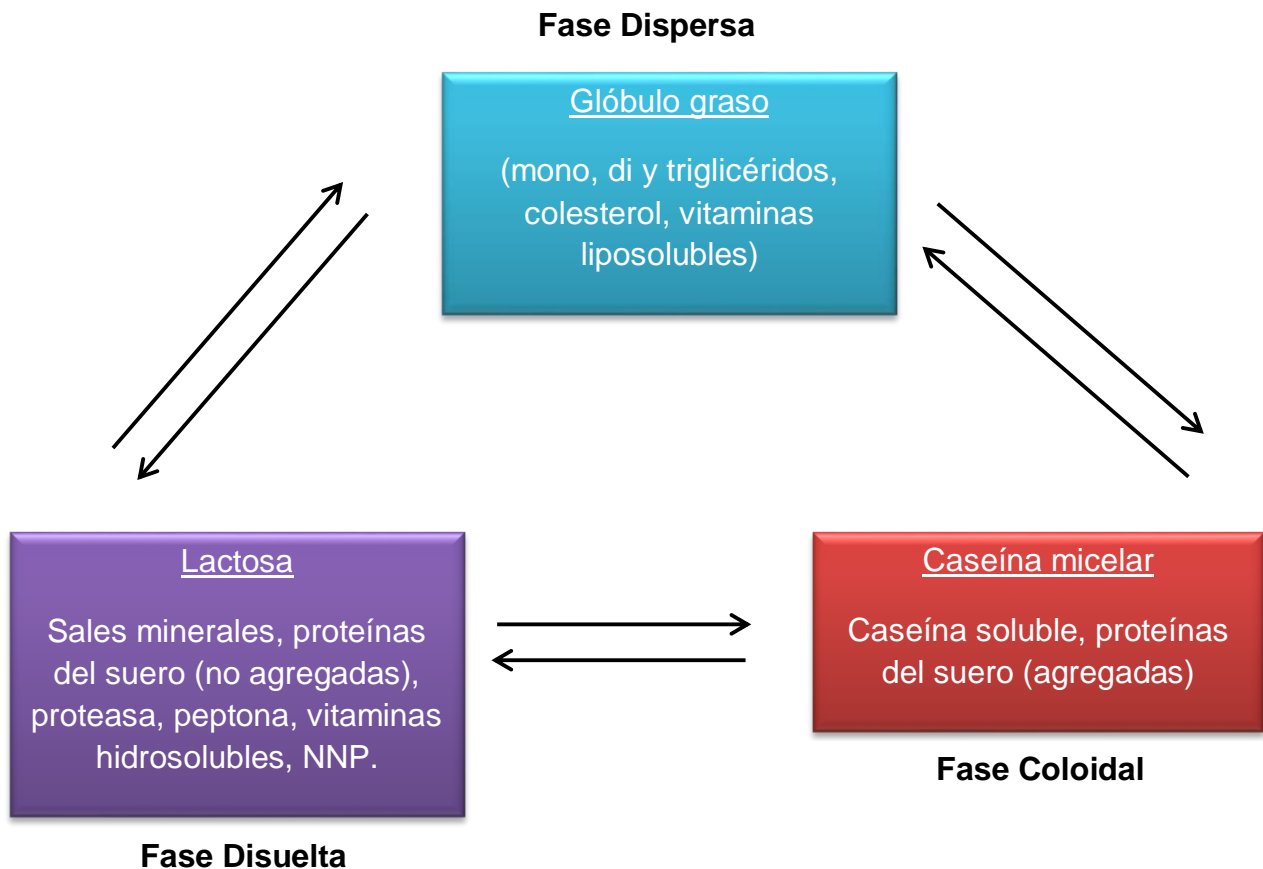 Fase Dispersa
Glóbulo graso
(mono, di y triglicéridos,
colesterol, vitaminas
liposolubles)
Lactosa
Sales minerales, proteínas
del suero (no agregadas),
proteasa, peptona, vitaminas
hidrosolubles, NNP.
Fase Disuelta
Caseína micelar
Caseína soluble, proteínas
del suero (agregadas)
Fase Coloidal